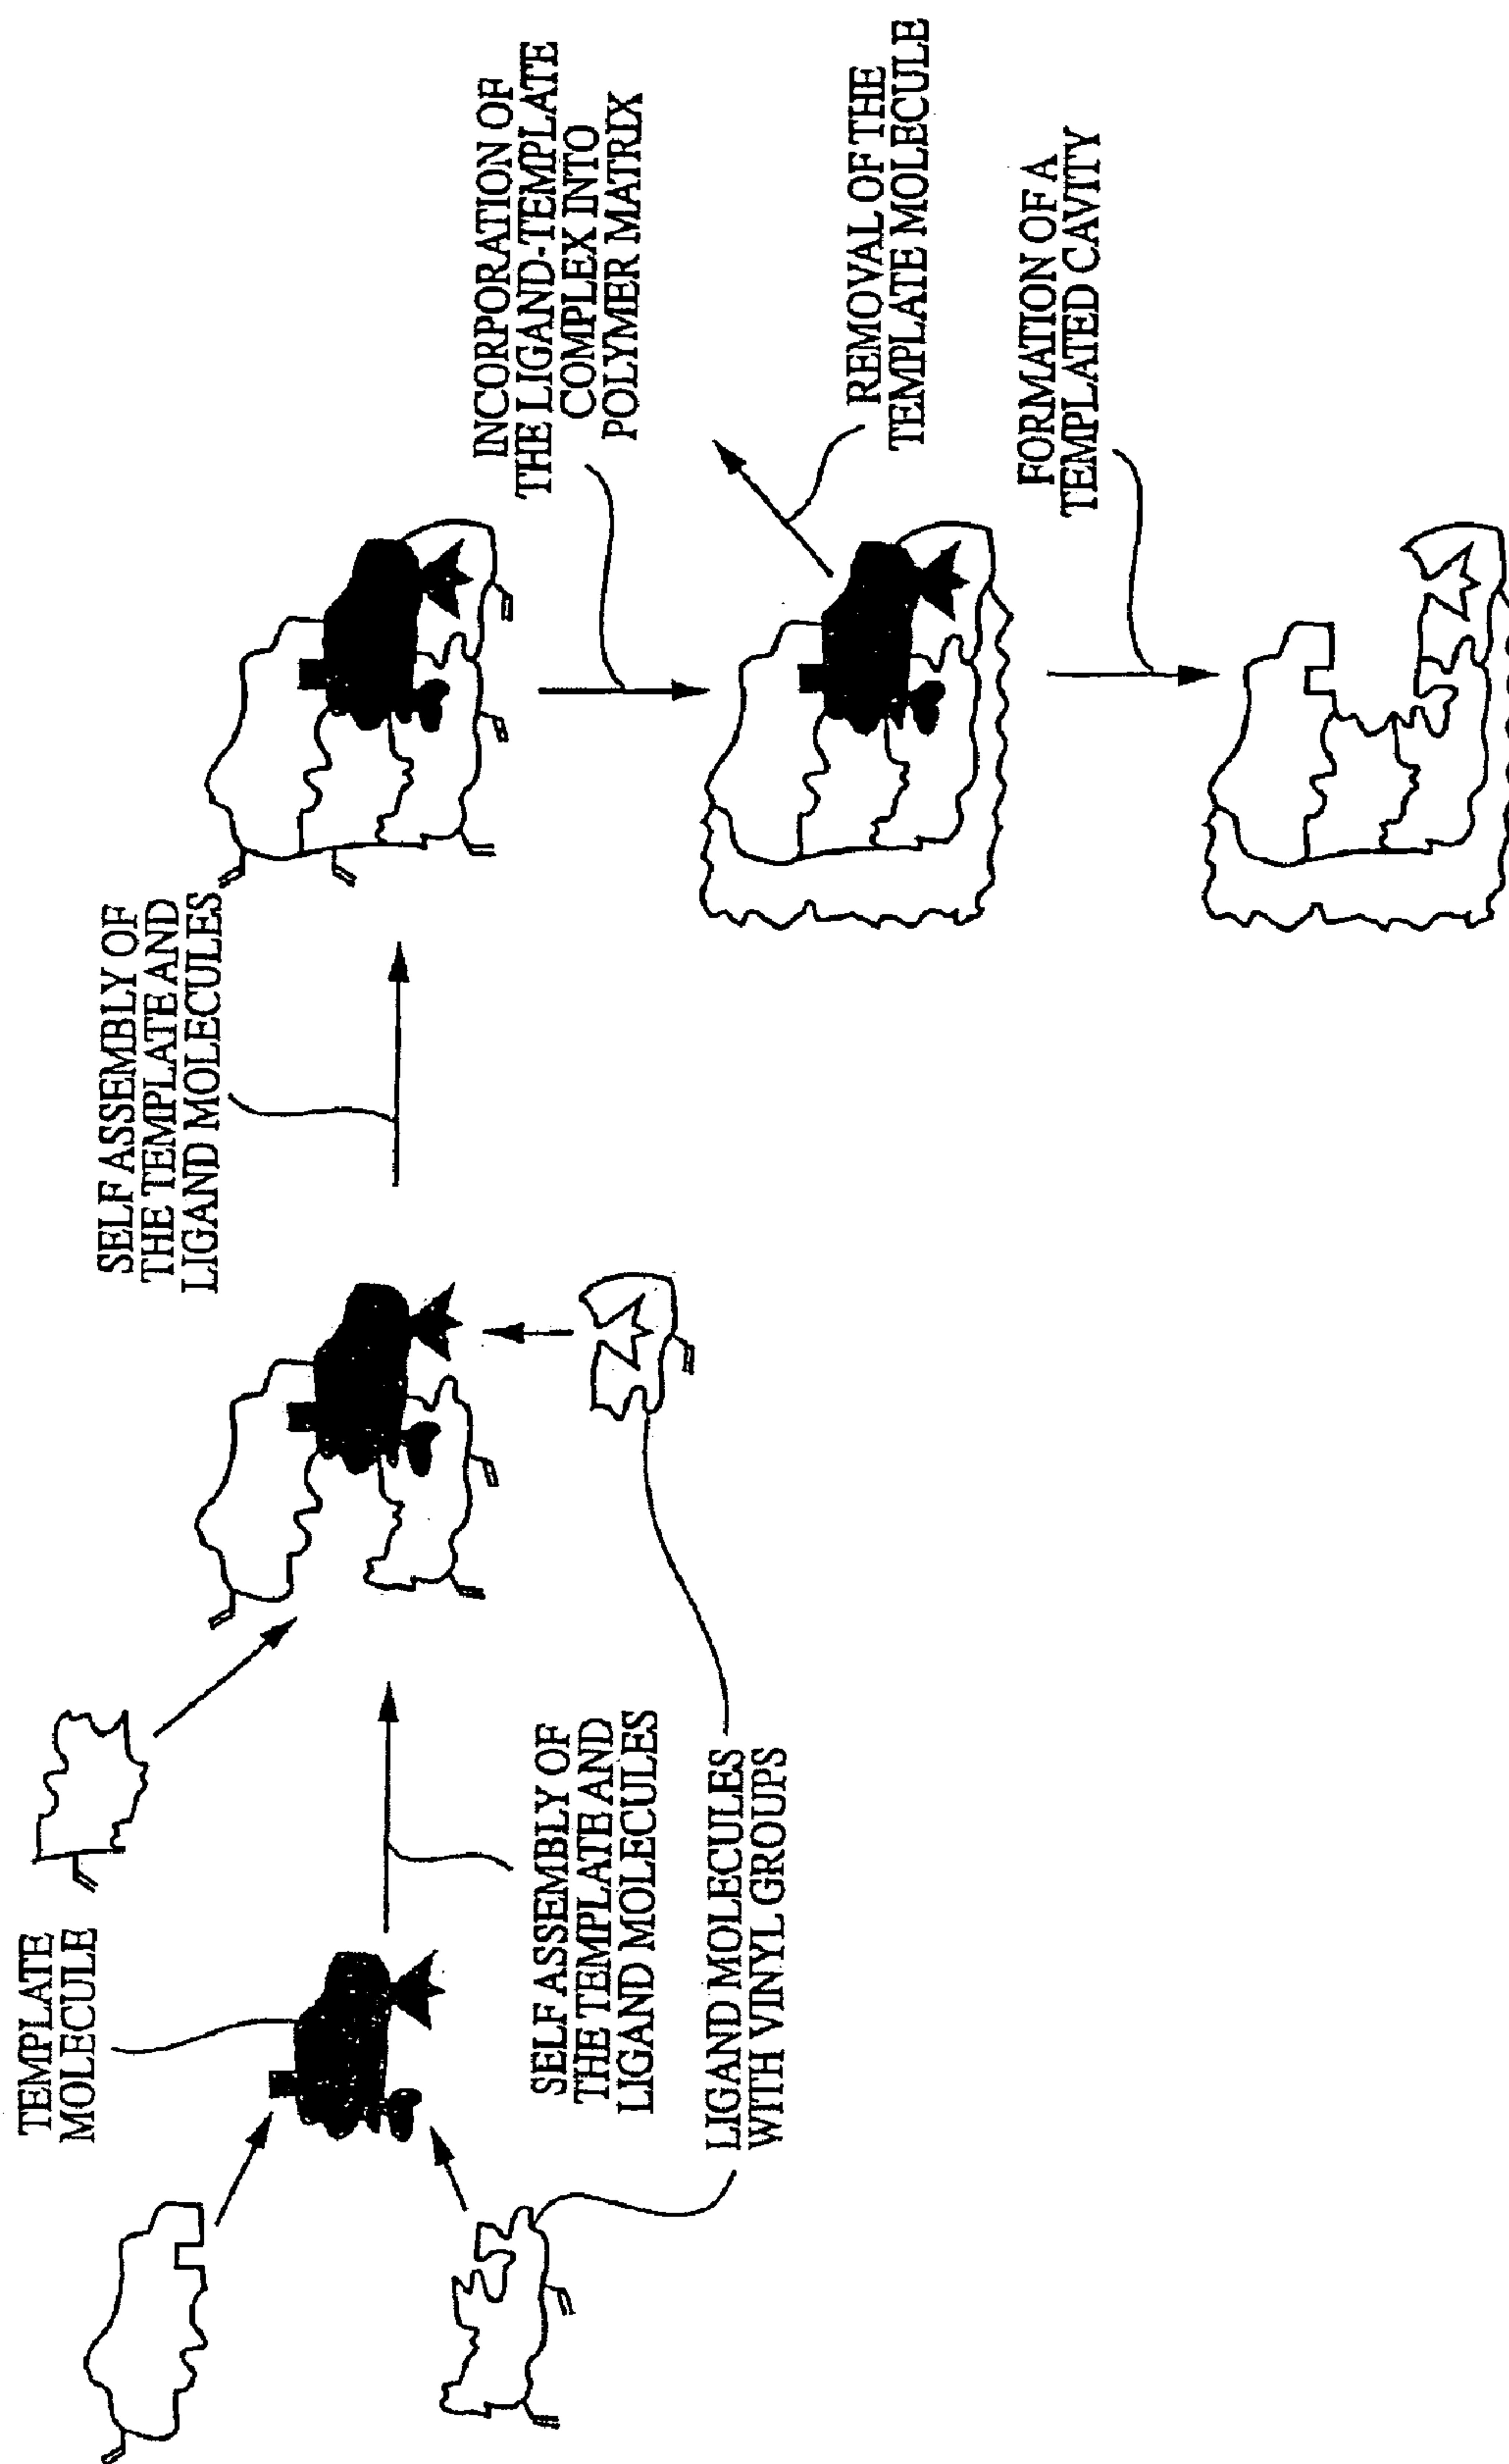 TEMPLATE
MOLECULE
SELF ASSEMBLY OF
THE TEMPLATE AND
LIGAND MOLECULES
LIGAND MOLECULES
WITH VINYL GROUPS
SELF ASSEMBLY OF
THE TEMPLATE AND
LIGAND MOLECULES
INCORPORATION OF
THE LIGAND-TEMPLATE
COMPLEX INTO
POLYMER MATRIX
REMOVAL OF THE
TEMPLATE MOLECULE
FORMATION OF A
TEMPLATED CAVITY